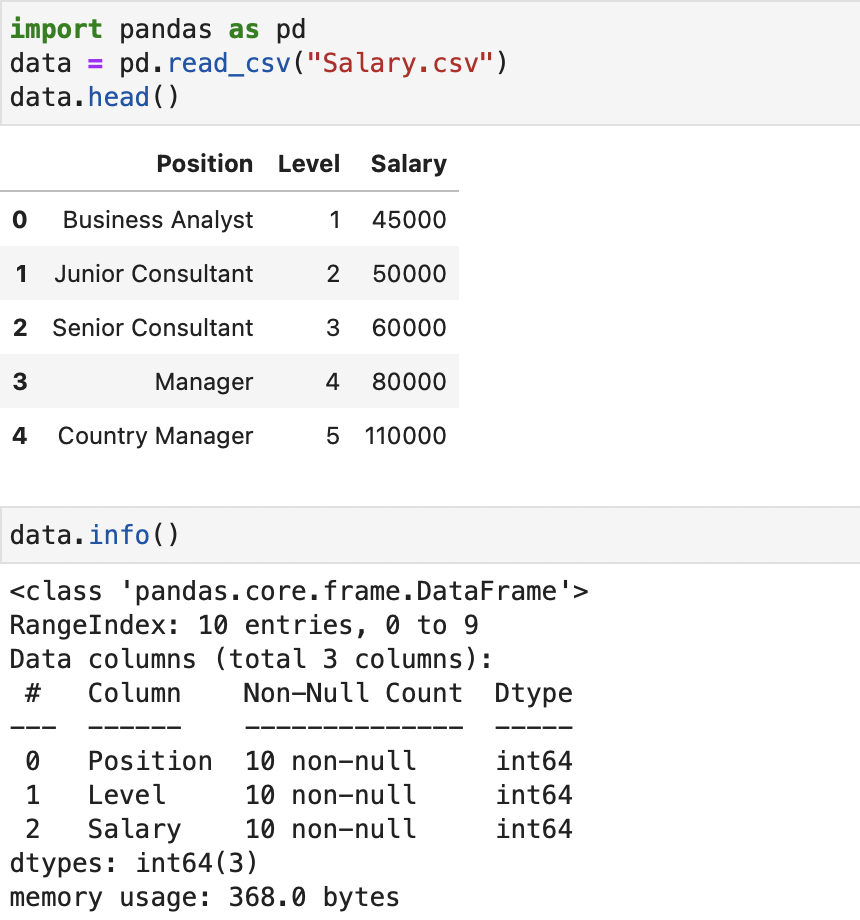 import pandas as pd
data = pd.read_csv("Salary.csv")
data.head()
Position Level Salary
0 Business Analyst 1 45000
1 Junior Consultant 2 50000
2 Senior Consultant 3 60000
3 Manager 4 80000
4 Country Manager 5 110000
data.info()
<class 'pandas.core.frame.DataFrame'>
RangeIndex: 10 entries, 0 to 9
Data columns (total 3 columns):
 #   Column    Non-Null Count  Dtype
---  ------    --------------  -----
 0   Position  10 non-null     int64
 1   Level     10 non-null     int64
 2   Salary    10 non-null     int64
dtypes: int64(3)
memory usage: 368.0 bytes